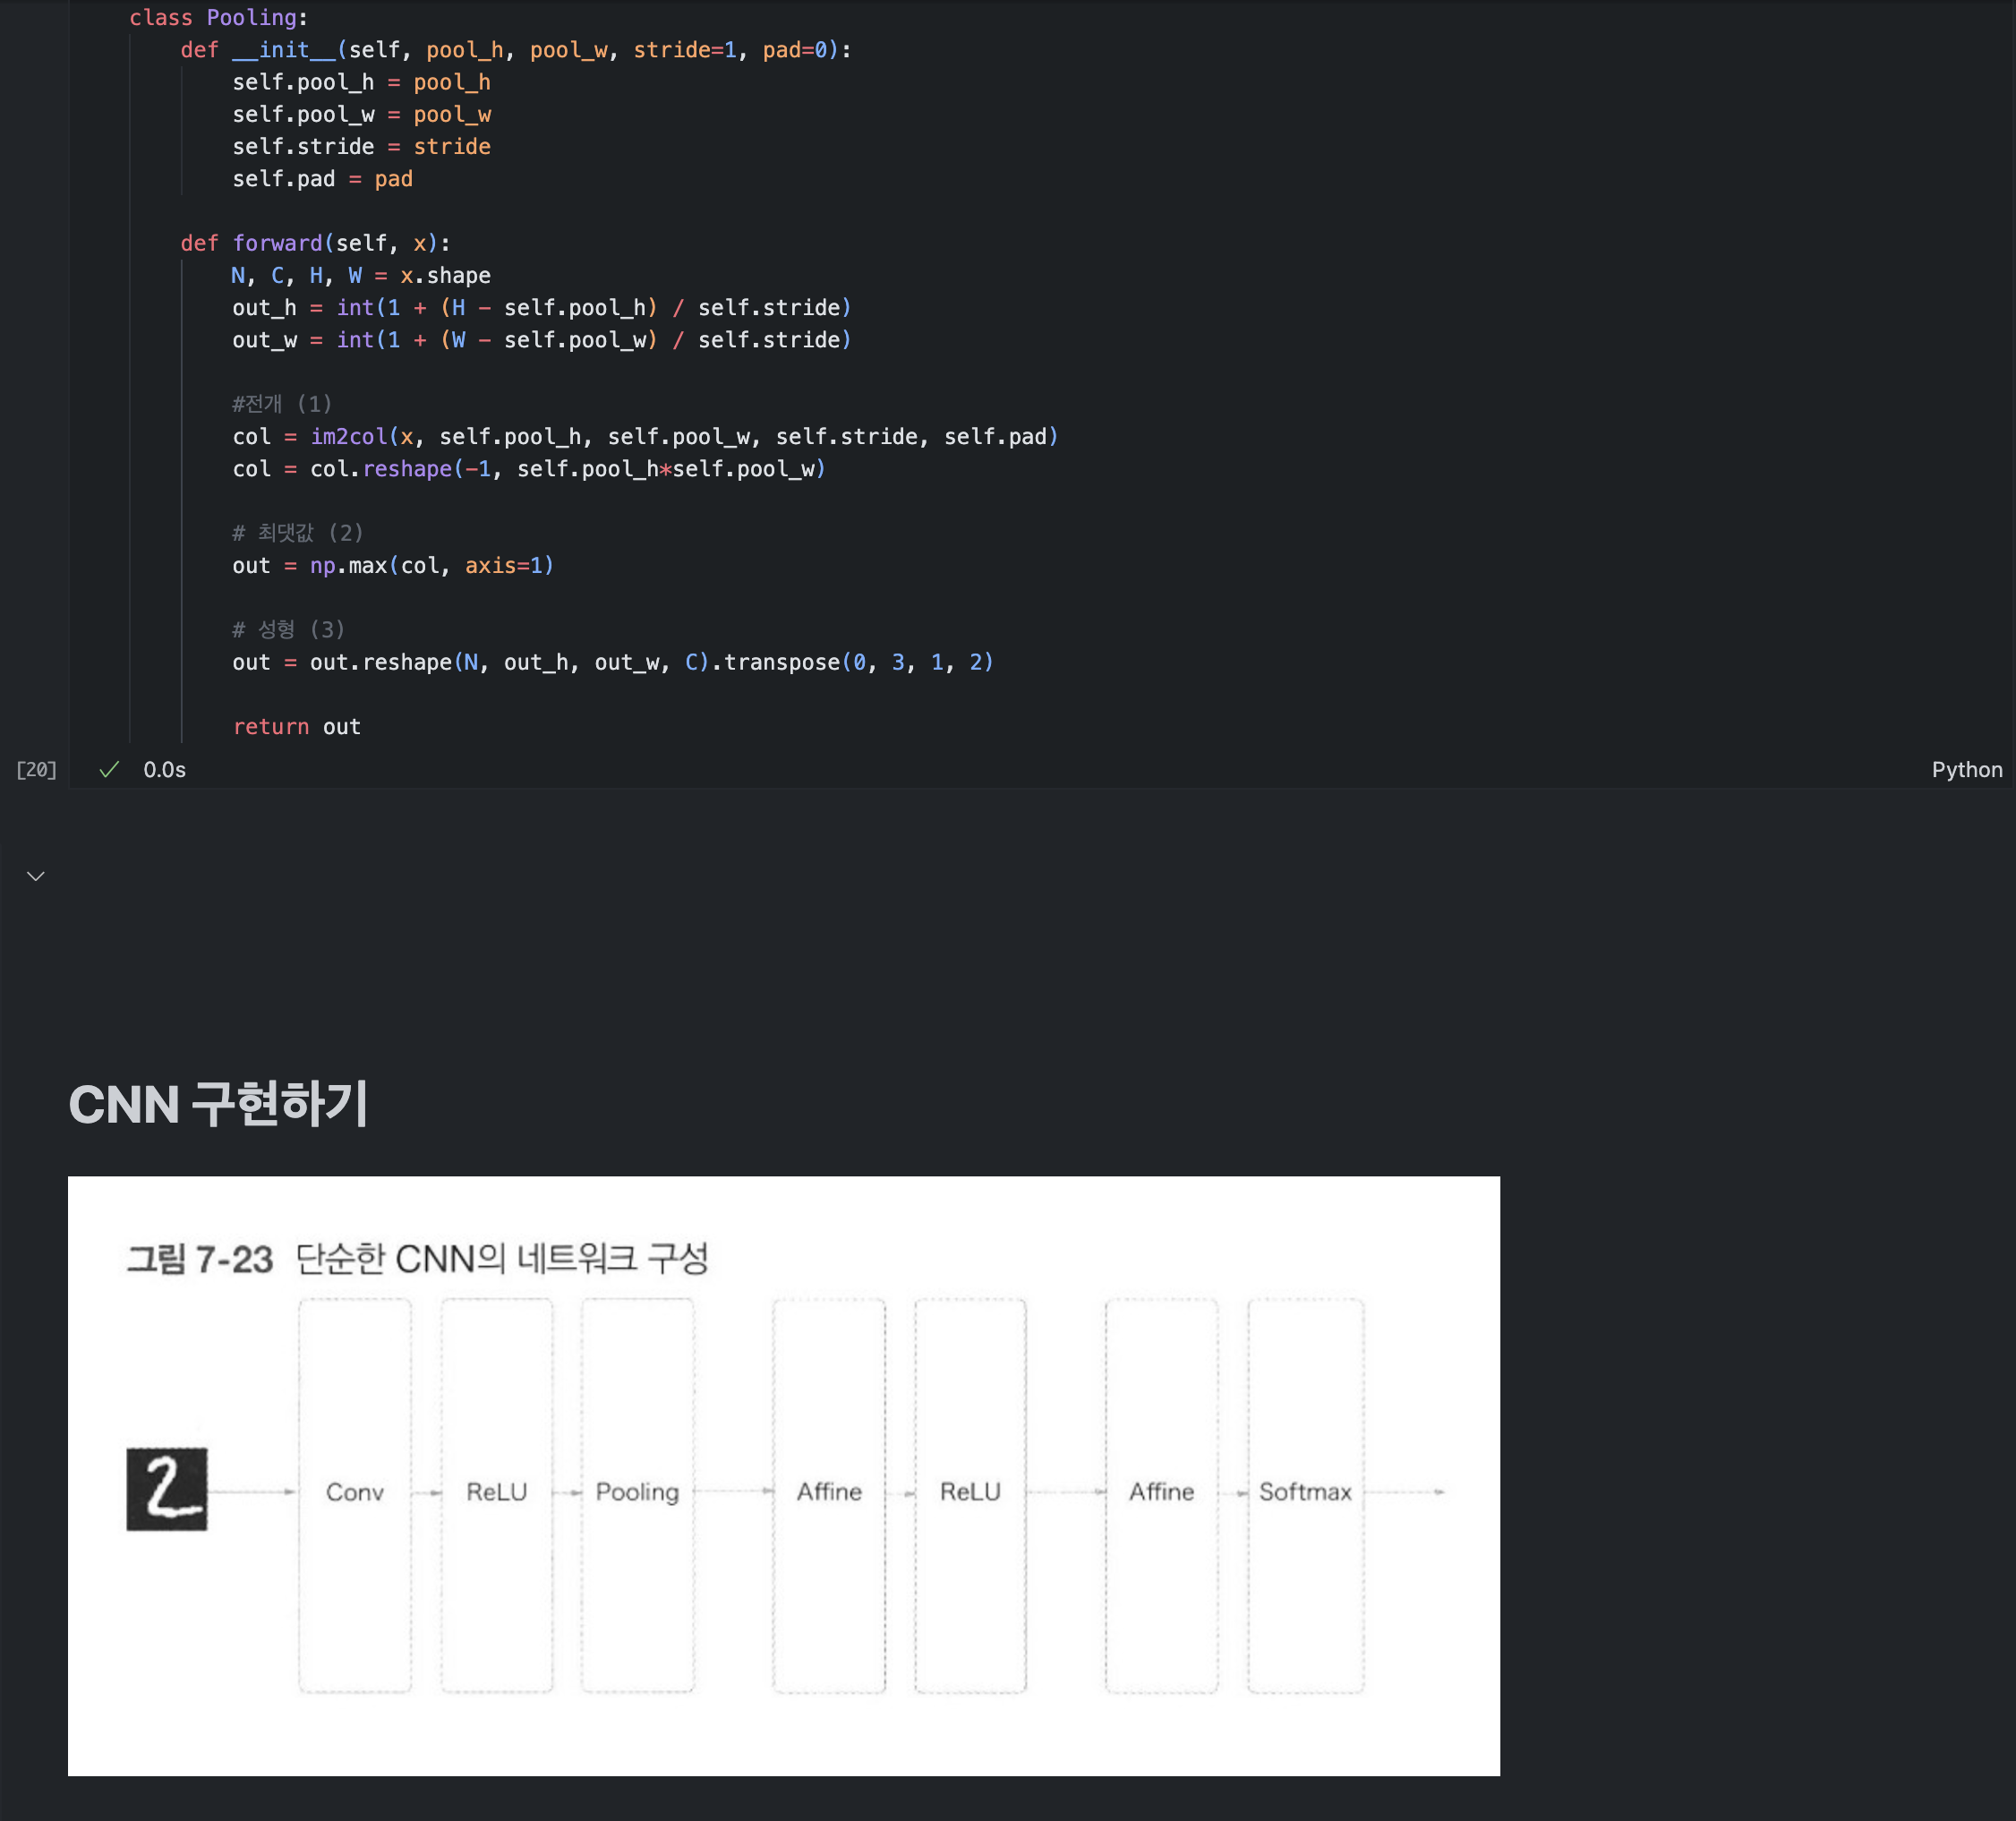 class Pooling:
    def __init__(self, pool_h, pool_w, stride=1, pad=0):
        self.pool_h = pool_h
        self.pool_w = pool_w
        self.stride = stride
        self.pad = pad
    def forward(self, x):
        N, C, H, W = x.shape
        out_h = int(1 + (H - self.pool_h) / self.stride)
        out_w = int(1 + (W - self.pool_w) / self.stride)
        #전개 (1)
        col = im2col(x, self.pool_h, self.pool_w, self.stride, self.pad)
        col = col.reshape(-1, self.pool_h*self.pool_w)
        # 최댓값 (2)
        out = np.max(col, axis=1)
        # 성형 (3)
        out = out.reshape(N, out_h, out_w, C).transpose(0, 3, 1, 2)
        return out
[20] ✓ 0.0s Python
CNN 구현하기
그림 7-23 단순한 CNN의 네트워크 구성
2 Conv ReLU Pooling Affine ReLU Affine Softmax